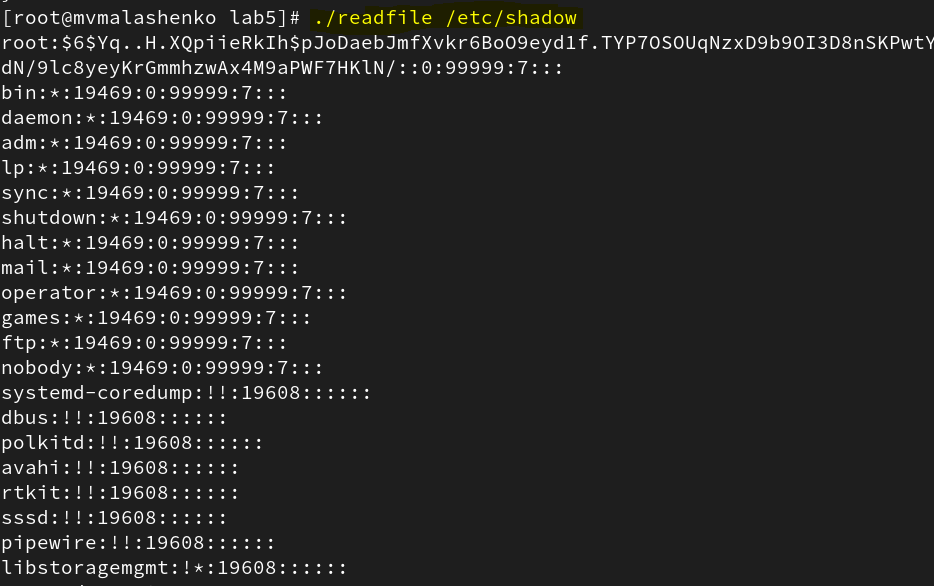 [root@mvmalashenko lab5]# ./readfile /etc/shadow
root:$6$Yq..H.XQpiieRkIh$pJoDaebJmfXvkr6BoO9eyd1f.TYP7OSOUqNzxD9b9OI3D8nSKPwtY
dN/9lc8yeyKrGmmhzwAx4M9aPWF7HKlN/::0:99999:7:::
bin:*:19469:0:99999:7:::
daemon:*:19469:0:99999:7:::
adm:*:19469:0:99999:7:::
lp:*:19469:0:99999:7:::
sync:*:19469:0:99999:7:::
shutdown:*:19469:0:99999:7:::
halt:*:19469:0:99999:7:::
mail:*:19469:0:99999:7:::
operator:*:19469:0:99999:7:::
games:*:19469:0:99999:7:::
ftp:*:19469:0:99999:7:::
nobody:*:19469:0:99999:7:::
systemd-coredump:!!:19608::::::
dbus:!!:19608::::::
polkitd:!!:19608::::::
avahi:!!:19608::::::
rtkit:!!:19608::::::
sssd:!!:19608::::::
pipewire:!!:19608::::::
libstoragemgmt:!*:19608::::::